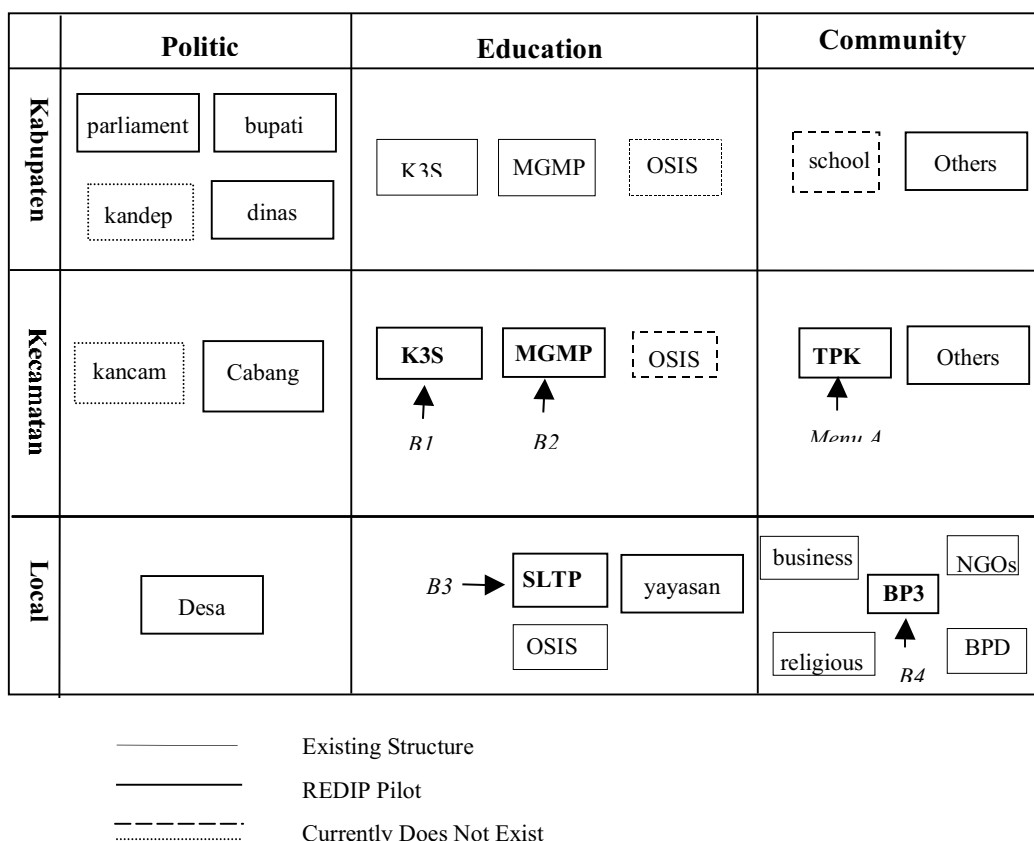 Politic
Education
Community
Kabupaten
parliament
bupati
kandep
dinas
K3S
MGMP
OSIS
school
Others
Kecamatan
kancam
Cabang
K3S
MGMP
OSIS
TPK
Others
B1
B2
Menu A
Local
Desa
B3
SLTP
yayasan
OSIS
business
NGOs
BP3
religious
BPD
B4
Existing Structure
REDIP Pilot
Currently Does Not Exist